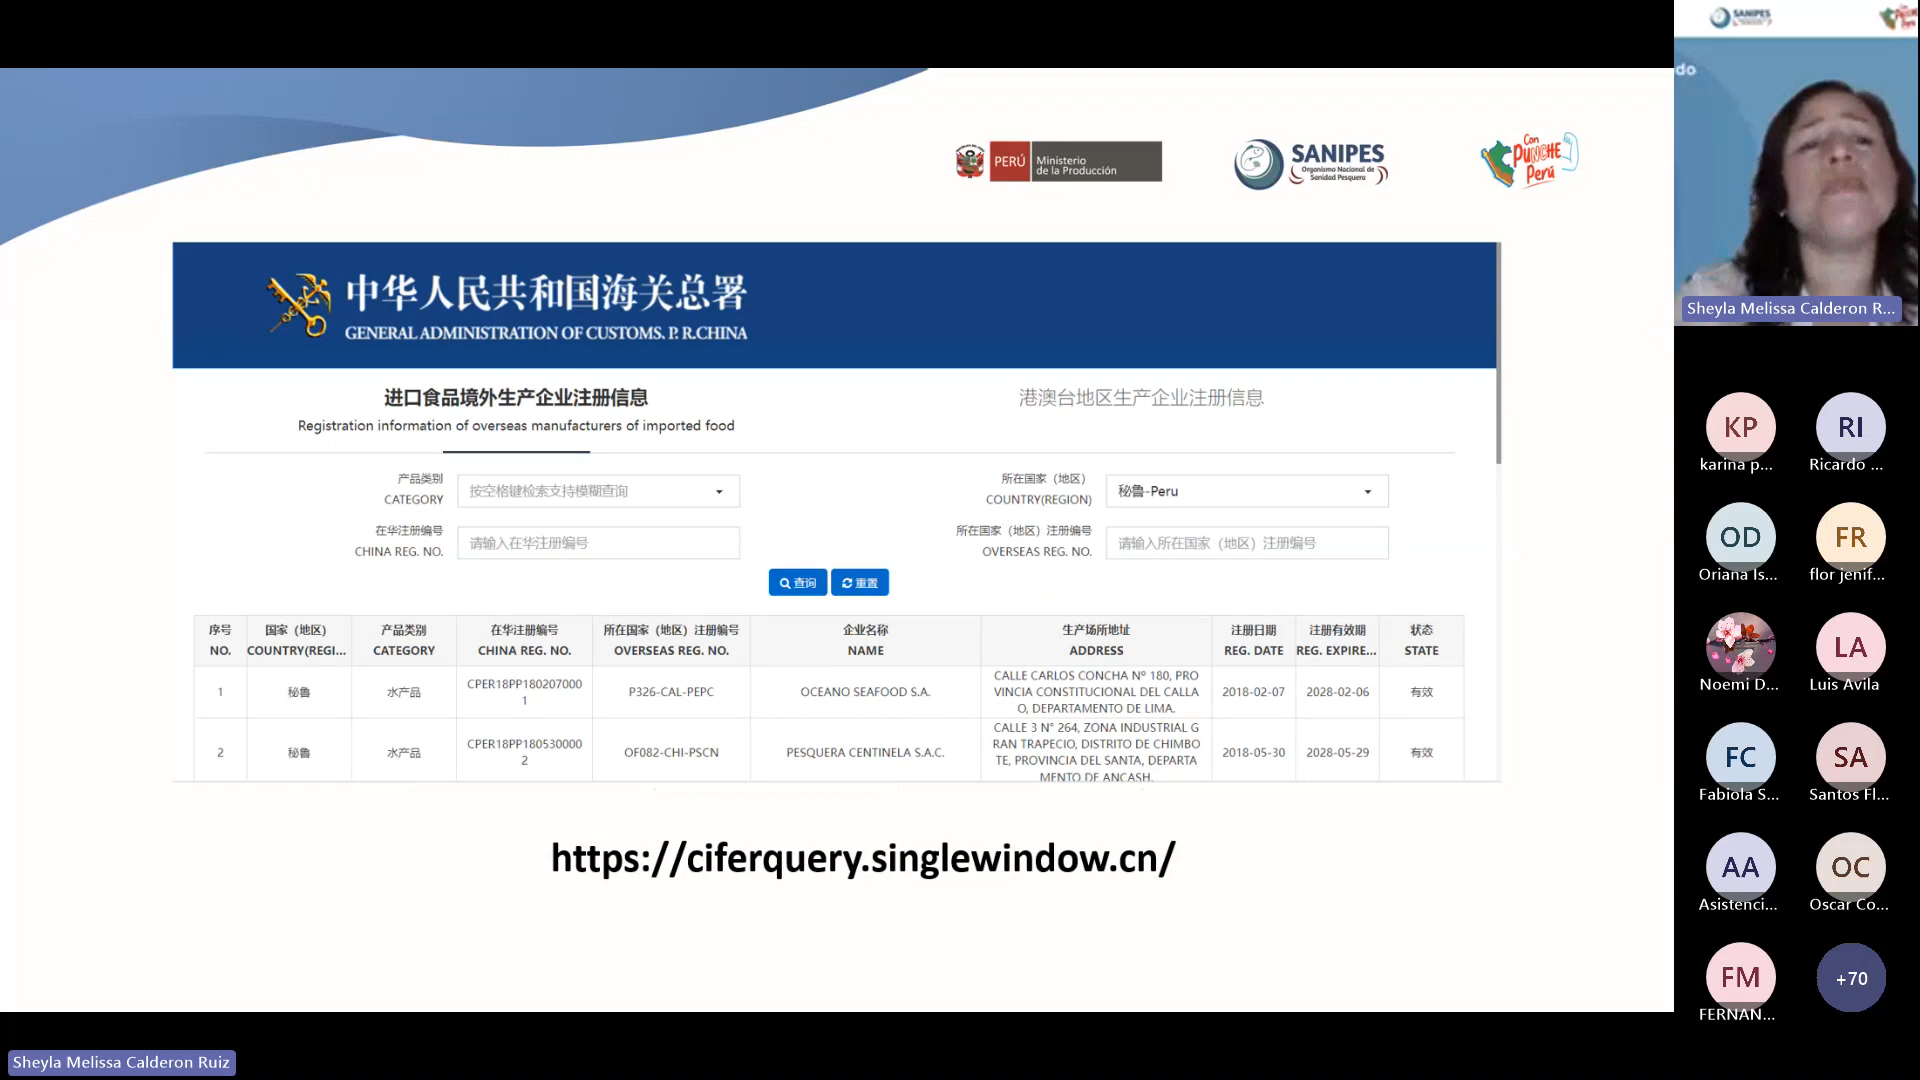 PERÚ
Ministerio
de la Producción
SANIPES
Organismo Nacional de
Sanidad Pesquera
Con
PUNCHE
Perú
中华人民共和国海关总署
GENERAL ADMINISTRATION OF CUSTOMS. P. R.CHINA
进口食品境外生产企业注册信息
Registration information of overseas manufacturers of imported food
港澳台地区生产企业注册信息
产品类别
CATEGORY
按空格键检索支持模糊查询
所在国家（地区）
COUNTRY(REGION)
秘鲁-Peru
在华注册编号
CHINA REG. NO.
请输入在华注册编号
所在国家（地区）注册编号
OVERSEAS REG. NO.
请输入所在国家（地区）注册编号
查询
重置
序号 国家（地区） 产品类别 在华注册编号 所在国家（地区）注册编号 企业名称 生产场所地址 注册日期 注册有效期 状态
NO. COUNTRY(REGI... CATEGORY CHINA REG. NO. OVERSEAS REG. NO. NAME ADDRESS REG. DATE REG. EXPIRE... STATE
1 秘鲁 水产品 CPER18PP180207000
1
P326-CAL-PEPC OCEANO SEAFOOD S.A.
CALLE CARLOS CONCHA Nº 180, PRO
VINCIA CONSTITUCIONAL DEL CALLA
O, DEPARTAMENTO DE LIMA.
2018-02-07 2028-02-06 有效
2 秘鲁 水产品 CPER18PP180530000
2
OF082-CHI-PSCN PESQUERA CENTINELA S.A.C.
CALLE 3 N° 264, ZONA INDUSTRIAL G
RAN TRAPECIO, DISTRITO DE CHIMBO
TE, PROVINCIA DEL SANTA, DEPARTA
MENTO DE ANCASH.
2018-05-30 2028-05-29 有效
https://ciferquery.singlewindow.cn/
SANIPES
do
Sheyla Melissa Calderon R...
KP
karina p...
RI
Ricardo ...
OD
Oriana Is...
FR
flor jenif...
Noemi D...
LA
Luis Avila
FC
Fabiola S...
SA
Santos Fl...
AA
Asistenci...
OC
Oscar Co...
FM
FERNAN...
+70
Sheyla Melissa Calderon Ruiz